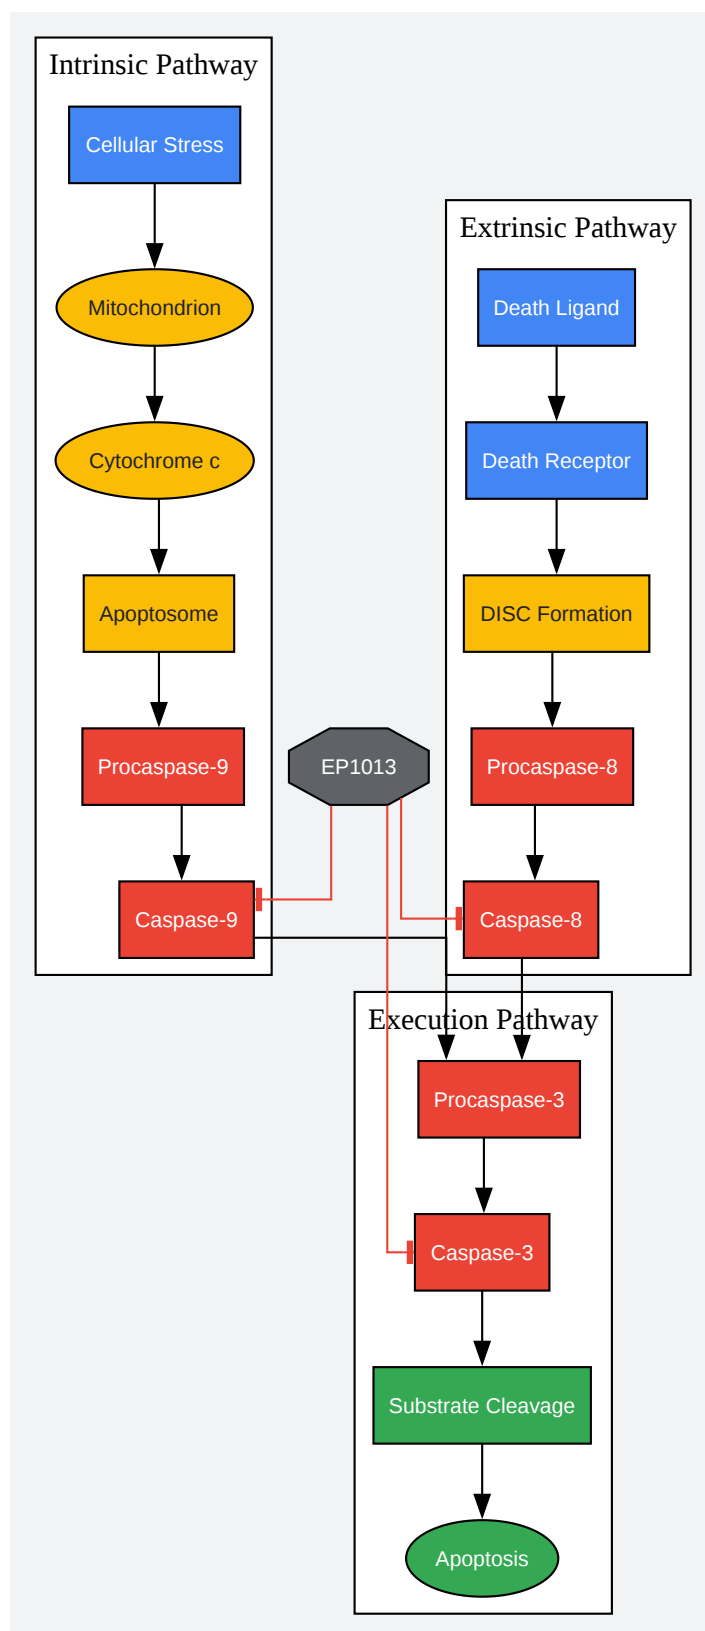 Intrinsic Pathway
Cellular Stress
Mitochondrion
Cytochrome c
Apoptosome
Procaspase-9
Caspase-9
EP1013
Extrinsic Pathway
Death Ligand
Death Receptor
DISC Formation
Procaspase-8
Caspase-8
Execution Pathway
Procaspase-3
Caspase-3
Substrate Cleavage
Apoptosis